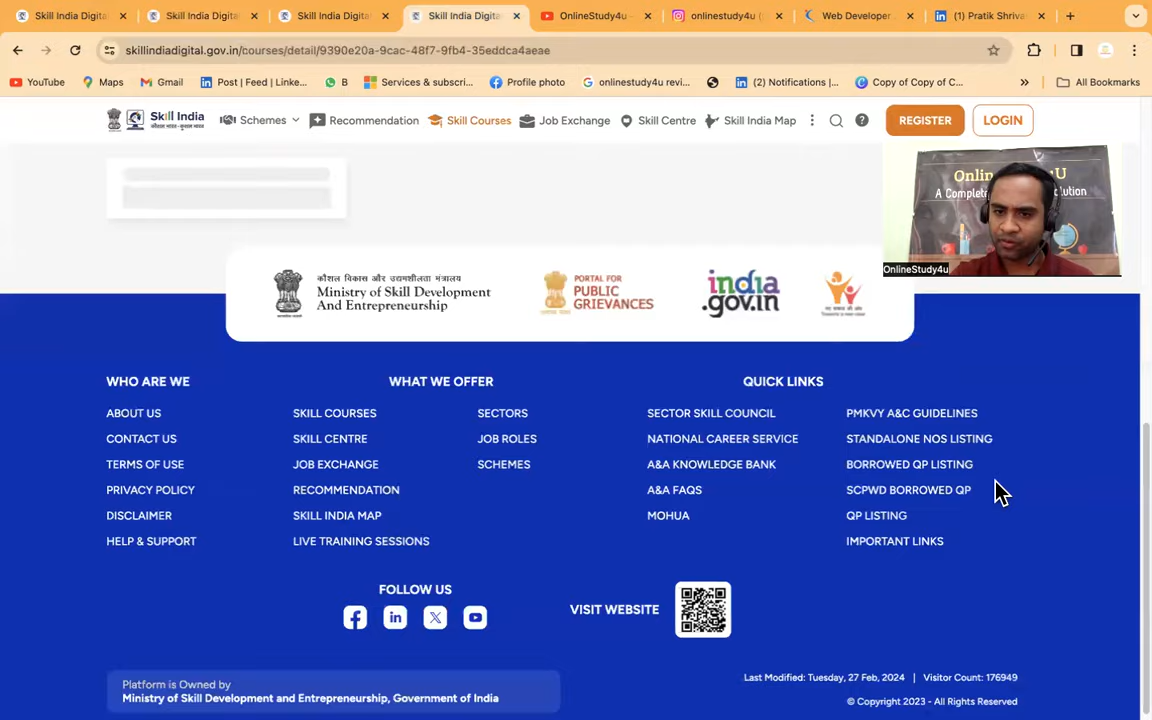 Skill India Digita
Skill India Digita
Skill India Digita
Skill India Digita
OnlineStudy4u –
onlinestudy4u (
Web Developer
(1) Pratik Shriva
skillindiadigital.gov.in/courses/detail/9390e20a-9cac-48f7-9fb4-35eddca4aeae
YouTube
Maps
Gmail
Post | Feed | Linke...
B
Services & subscri...
Profile photo
onlinestudy4u revi...
(2) Notifications |...
Copy of Copy of C...
All Bookmarks
Skill India
कौशल भारत-कुशल भारत
Schemes
Recommendation
Skill Courses
Job Exchange
Skill Centre
Skill India Map
REGISTER
LOGIN
OnlineStudy4u
कौशल विकास और उद्यमशीलता मंत्रालय
Ministry of Skill Development
And Entrepreneurship
PORTAL FOR
PUBLIC
GRIEVANCES
india
.gov.in
WHO ARE WE
ABOUT US
CONTACT US
TERMS OF USE
PRIVACY POLICY
DISCLAIMER
HELP & SUPPORT
WHAT WE OFFER
SKILL COURSES
SKILL CENTRE
JOB EXCHANGE
RECOMMENDATION
SKILL INDIA MAP
LIVE TRAINING SESSIONS
SECTORS
JOB ROLES
SCHEMES
QUICK LINKS
SECTOR SKILL COUNCIL
NATIONAL CAREER SERVICE
A&A KNOWLEDGE BANK
A&A FAQS
MOHUA
PMKVY A&C GUIDELINES
STANDALONE NOS LISTING
BORROWED QP LISTING
SCPWD BORROWED QP
QP LISTING
IMPORTANT LINKS
FOLLOW US
VISIT WEBSITE
Platform is Owned by
Ministry of Skill Development and Entrepreneurship, Government of India
Last Modified: Tuesday, 27 Feb, 2024 | Visitor Count: 176949
© Copyright 2023 - All Rights Reserved